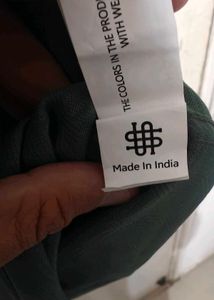 THE COLORS IN THE PROD
WITH WE
Made In India